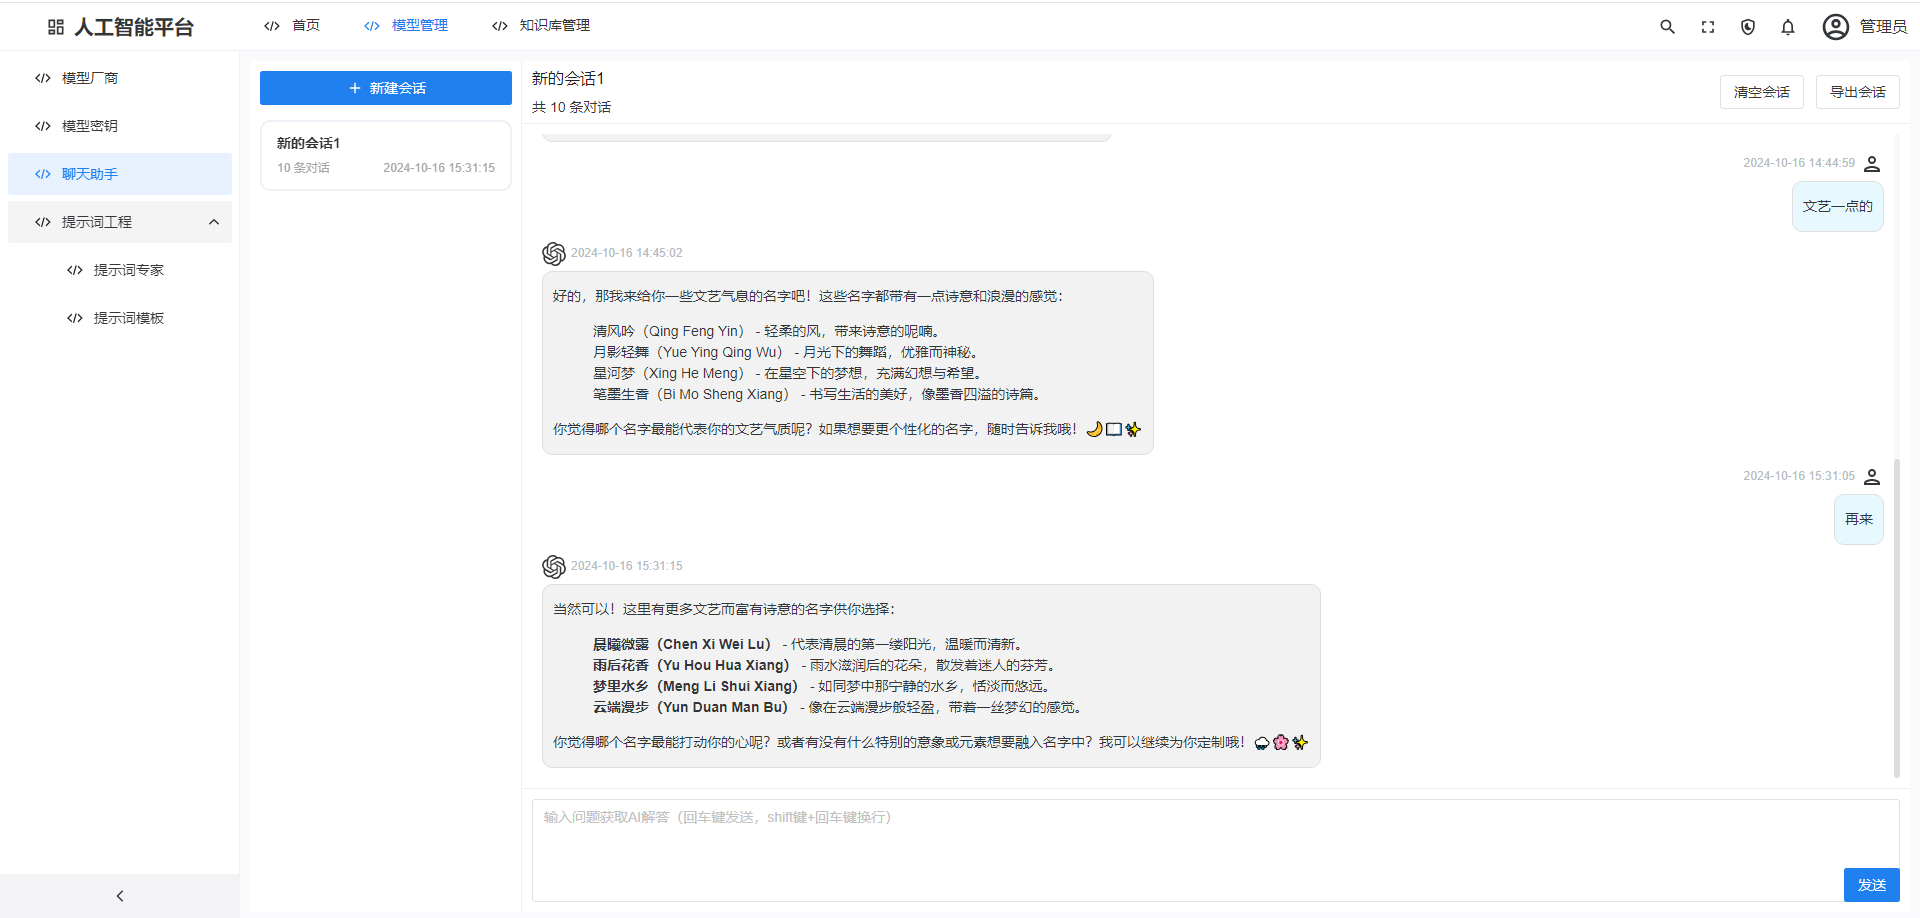 人工智能平台
首页
模型管理
知识库管理
管理员
模型厂商
模型密钥
聊天助手
提示词工程
提示词专家
提示词模板
新建会话
新的会话1
10 条对话 2024-10-16 15:31:15
新的会话1
共 10 条对话
清空会话
导出会话
2024-10-16 14:44:59
文艺一点的
2024-10-16 14:45:02
好的，那我来给你一些文艺气息的名字吧！这些名字都带有一点诗意和浪漫的感觉：
清风吟（Qing Feng Yin） - 轻柔的风，带来诗意的呢喃。
月影轻舞（Yue Ying Qing Wu） - 月光下的舞蹈，优雅而神秘。
星河梦（Xing He Meng） - 在星空下的梦想，充满幻想与希望。
笔墨生香（Bi Mo Sheng Xiang） - 书写生活的美好，像墨香四溢的诗篇。
你觉得哪个名字最能代表你的文艺气质呢？如果想要更个性化的名字，随时告诉我哦！🌙📖✨
2024-10-16 15:31:05
再来
2024-10-16 15:31:15
当然可以！这里有更多文艺而富有诗意的名字供你选择：
晨曦微露（Chen Xi Wei Lu） - 代表清晨的第一缕阳光，温暖而清新。
雨后花香（Yu Hou Hua Xiang） - 雨水滋润后的花朵，散发着迷人的芬芳。
梦里水乡（Meng Li Shui Xiang） - 如同梦中那宁静的水乡，恬淡而悠远。
云端漫步（Yun Duan Man Bu） - 像在云端漫步般轻盈，带着一丝梦幻的感觉。
你觉得哪个名字最能打动你的心呢？或者有没有什么特别的意象或元素想要融入名字中？我可以继续为你定制哦！🌧️🌸✨
输入问题获取AI解答（回车键发送，shift键+回车键换行）
发送